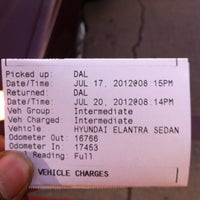 Picked up: DAL
Date/Time: JUL 17, 2012@08:15PM
Returned: DAL
Date/Time: JUL 20, 2012@08:14PM
Veh Group: Intermediate
Veh Charged: Intermediate
Vehicle: HYUNDAI ELANTRA SEDAN
Odometer Out: 16766
Odometer In: 17453
Reading: Full
VEHICLE CHARGES